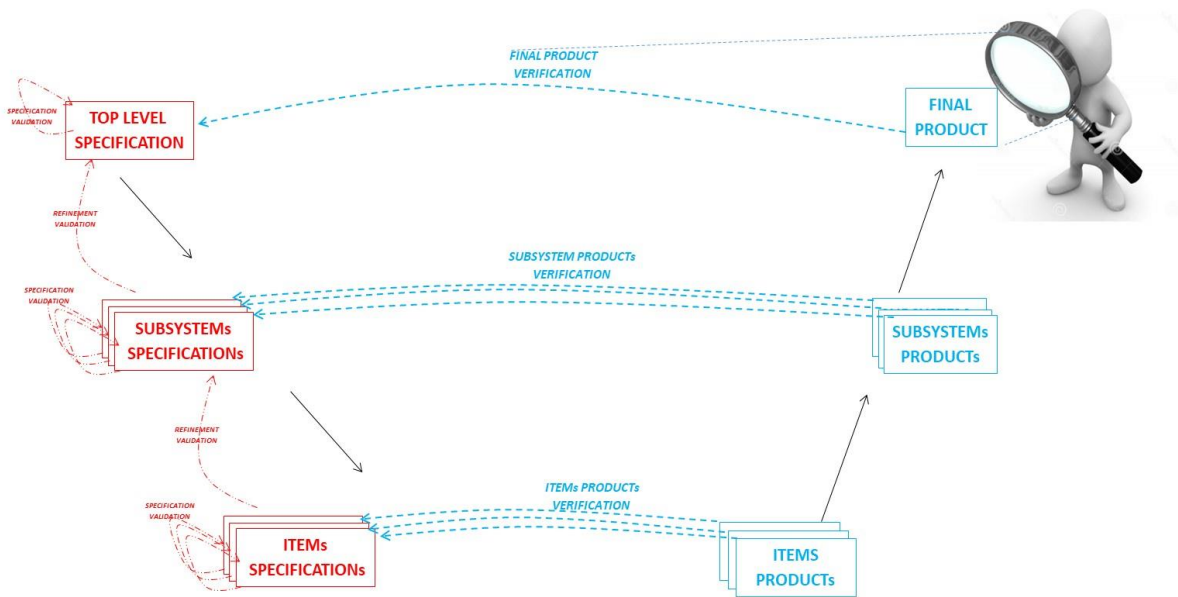 FINAL PRODUCT
VERIFICATION
SPECIFICATION
VALIDATION
TOP LEVEL
SPECIFICATION
FINAL
PRODUCT
REFINEMENT
VALIDATION
SUBSYSTEM PRODUCTs
VERIFICATION
SPECIFICATION
VALIDATION
SUBSYSTEMs
SPECIFICATIONs
SUBSYSTEMs
PRODUCTs
REFINEMENT
VALIDATION
ITEMs PRODUCTs
VERIFICATION
SPECIFICATION
VALIDATION
ITEMs
SPECIFICATIONs
ITEMS
PRODUCTs